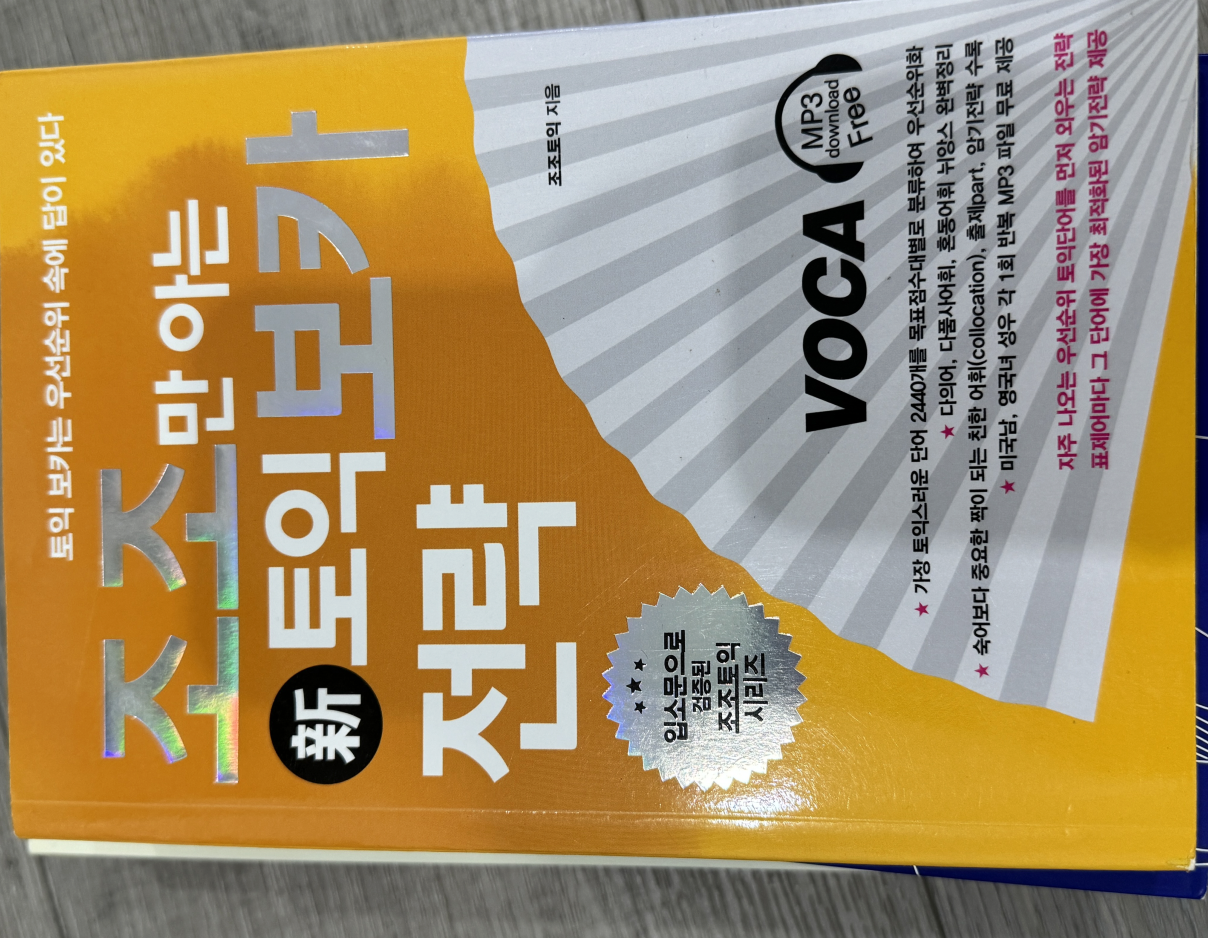 토익 보카는 우선순위 속에 답이 있다
조조만 아는
新토익보카
전략
조조토익 지음
입소문으로
검증된
조조토익
시리즈
MP3
download
Free
VOCA
★ 가장 토익스러운 단어 2440개를 목표점수대별로 분류하여 우선순위화
★ 다의어, 다품사어휘, 혼동어휘 뉘앙스 완벽정리
★ 숙어보다 중요한 짝이 되는 친한 어휘(collocation), 출제part, 암기전략 수록
★ 미국남, 영국녀 성우 각 1회 반복 MP3 파일 무료 제공
자주 나오는 우선순위 토익단어를 먼저 외우는 전략
표제어마다 그 단어에 가장 최적화된 암기전략 제공